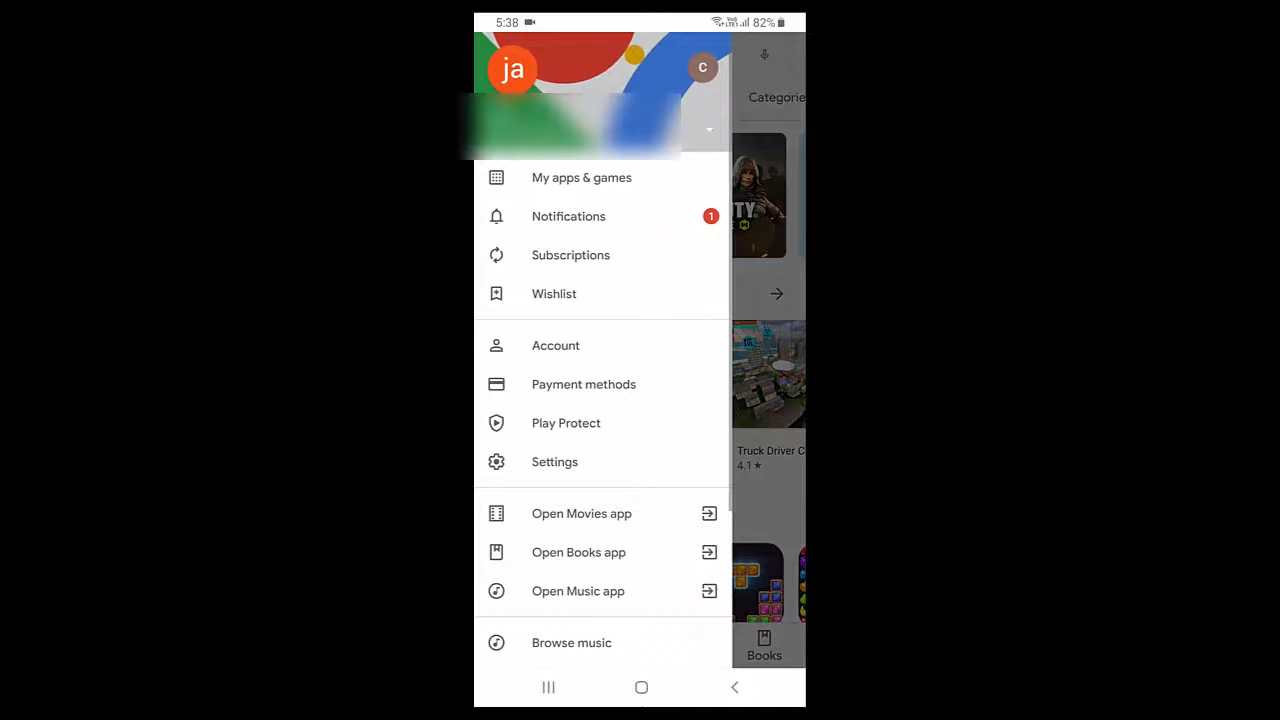 5:38 82%
ja
C
Categorie
My apps & games
Notifications 1
Subscriptions
Wishlist
Account
Payment methods
Play Protect
Settings
Truck Driver C
4.1★
Open Movies app
Open Books app
Open Music app
Browse music
Books